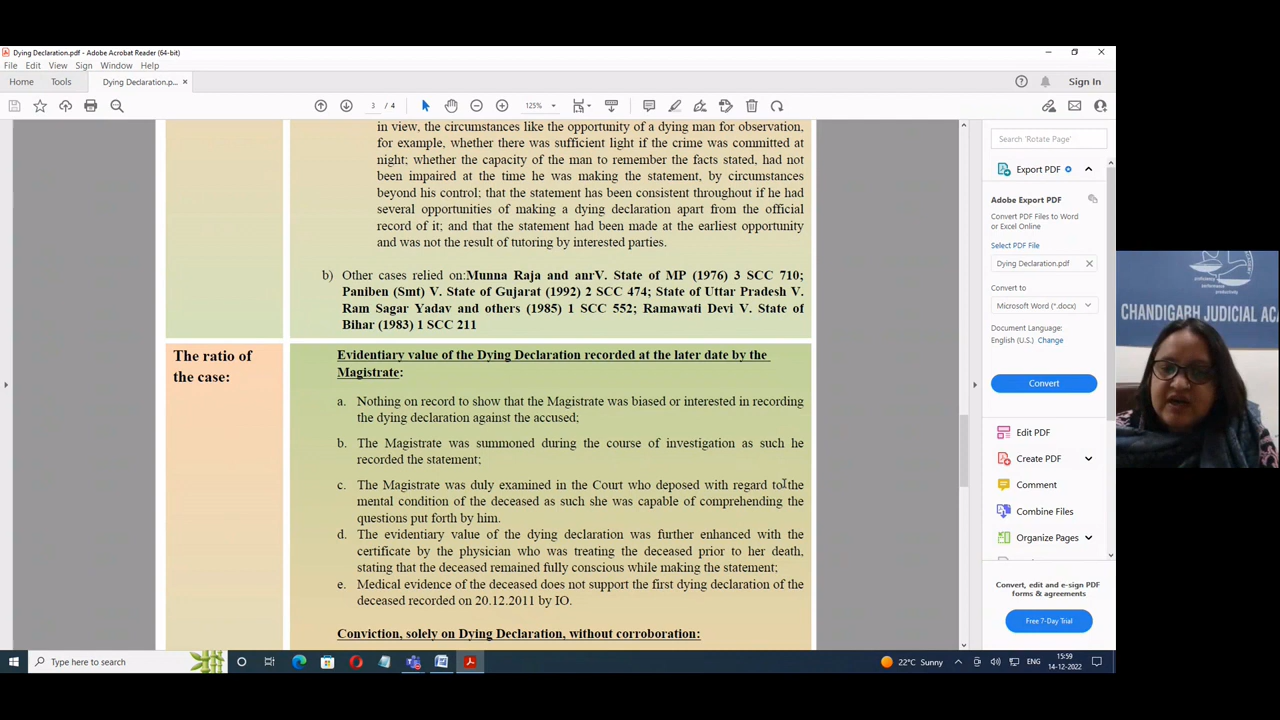 Dying Declaration.pdf - Adobe Acrobat Reader (64-bit)
File Edit View Sign Window Help
Home Tools Dying Declaration.p... × Sign In
3 / 4 125%
Search 'Rotate Page'
in view, the circumstances like the opportunity of a dying man for observation,
for example, whether there was sufficient light if the crime was committed at
night; whether the capacity of the man to remember the facts stated, had not
been impaired at the time he was making the statement, by circumstances
beyond his control; that the statement has been consistent throughout if he had
several opportunities of making a dying declaration apart from the official
record of it; and that the statement had been made at the earliest opportunity
and was not the result of tutoring by interested parties.
b) Other cases relied on:Munna Raja and anrV. State of MP (1976) 3 SCC 710;
Paniben (Smt) V. State of Gujarat (1992) 2 SCC 474; State of Uttar Pradesh V.
Ram Sagar Yadav and others (1985) 1 SCC 552; Ramawati Devi V. State of
Bihar (1983) 1 SCC 211
The ratio of
the case:
Evidentiary value of the Dying Declaration recorded at the later date by the
Magistrate:
a. Nothing on record to show that the Magistrate was biased or interested in recording
the dying declaration against the accused;
b. The Magistrate was summoned during the course of investigation as such he
recorded the statement;
c. The Magistrate was duly examined in the Court who deposed with regard to the
mental condition of the deceased as such she was capable of comprehending the
questions put forth by him.
d. The evidentiary value of the dying declaration was further enhanced with the
certificate by the physician who was treating the deceased prior to her death,
stating that the deceased remained fully conscious while making the statement;
e. Medical evidence of the deceased does not support the first dying declaration of the
deceased recorded on 20.12.2011 by IO.
Conviction, solely on Dying Declaration, without corroboration:
Export PDF
Adobe Export PDF
Convert PDF Files to Word
or Excel Online
Select PDF File
Dying Declaration.pdf ×
Convert to
Microsoft Word (*.docx)
Document Language:
English (U.S.) Change
Convert
Edit PDF
Create PDF
Comment
Combine Files
Organize Pages
Convert, edit and e-sign PDF
forms & agreements
Free 7-Day Trial
CHANDIGARH JUDICIAL ACA
Type here to search
22°C Sunny
ENG
15:59
14-12-2022